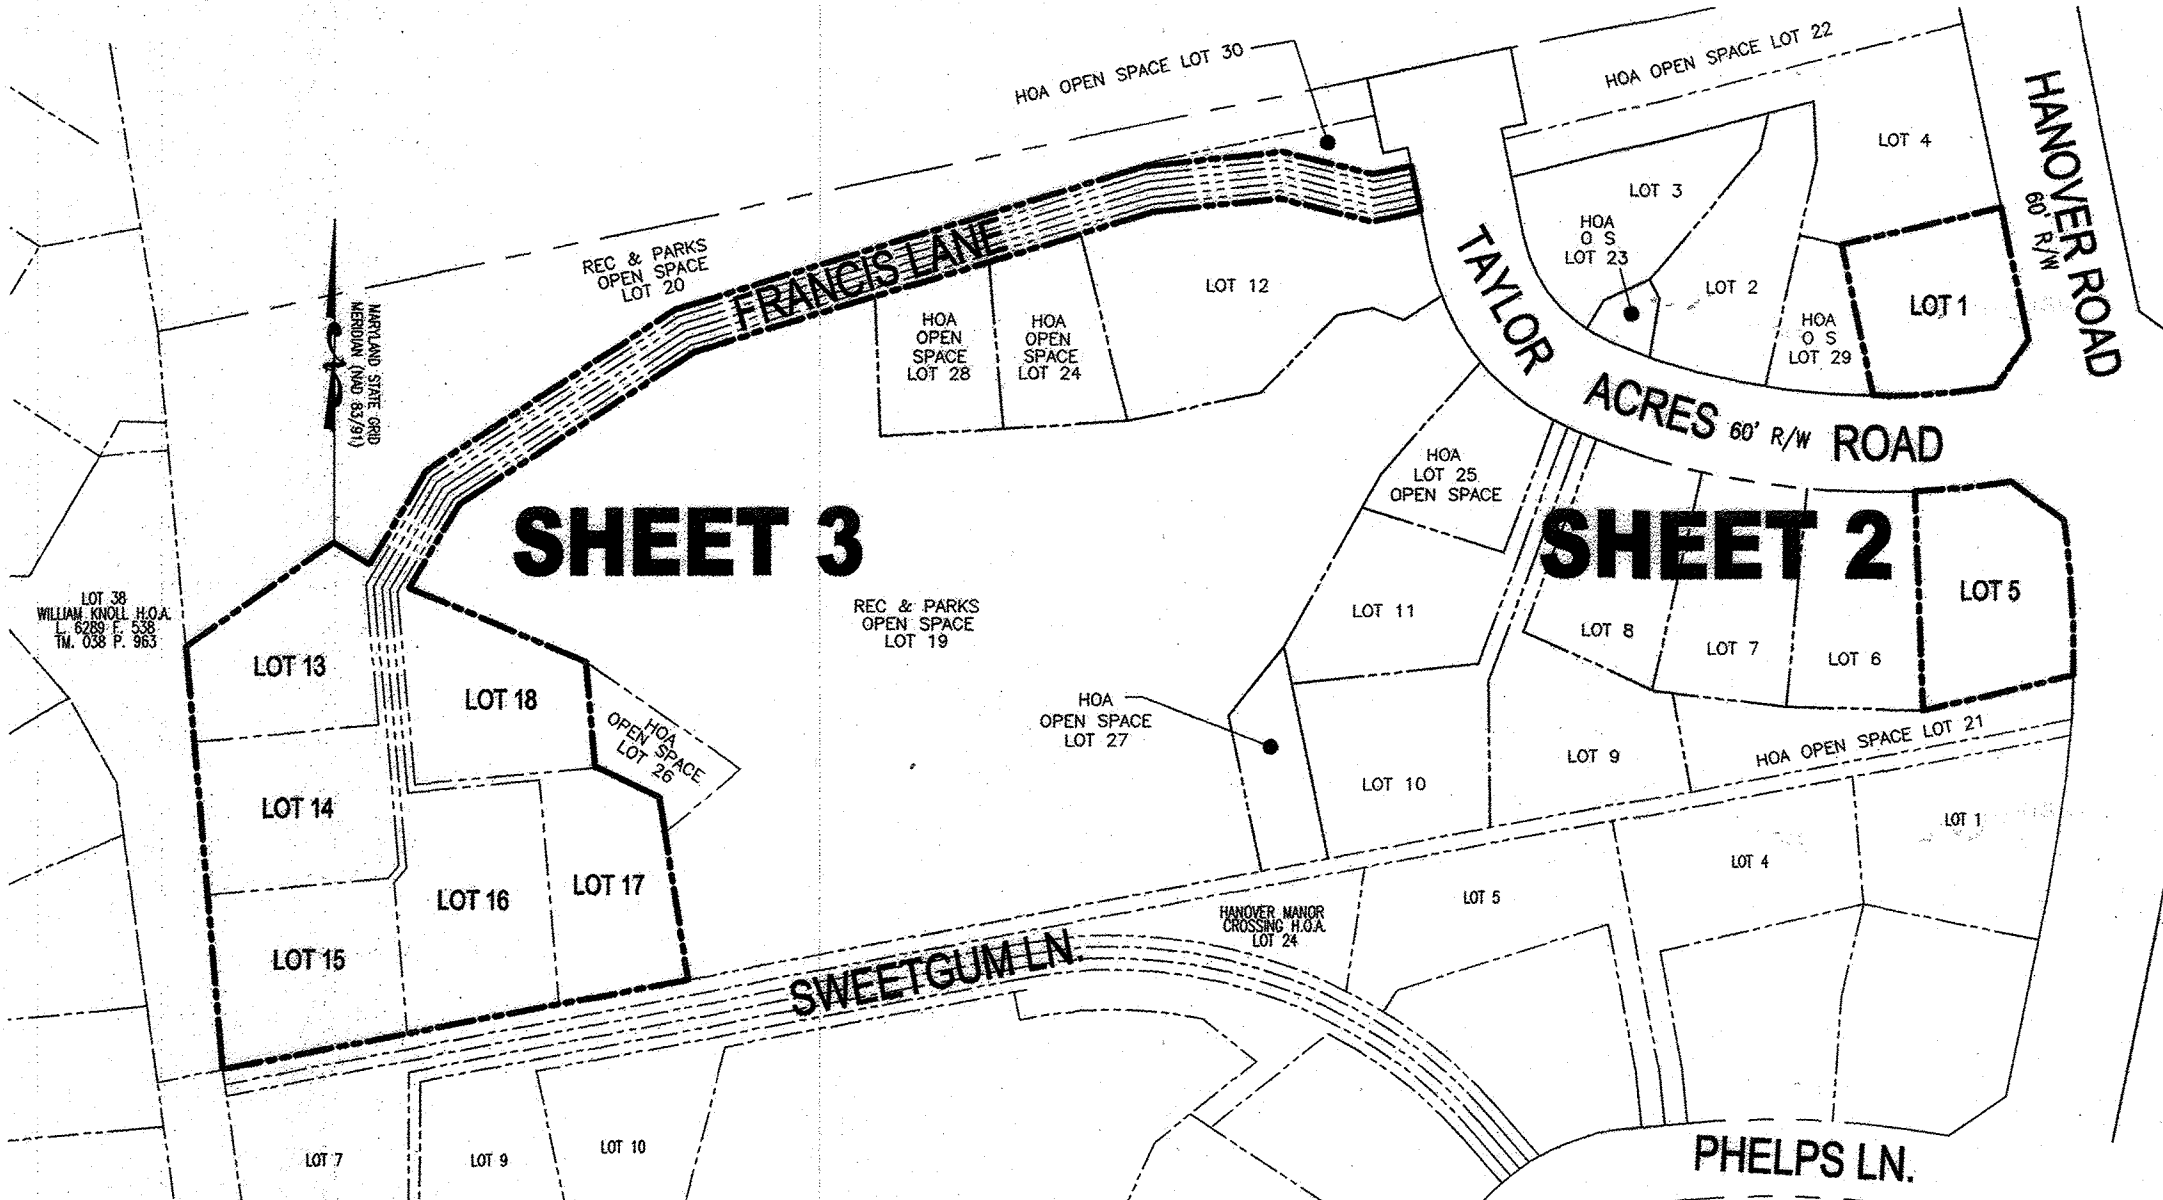 HOA OPEN SPACE LOT 30
HOA OPEN SPACE LOT 22
HANOVER ROAD
60' R/W
LOT 4
LOT 3
HOA
O S
LOT 23
LOT 2
HOA
O S
LOT 29
LOT 1
TAYLOR ACRES 60' R/W ROAD
REC & PARKS
OPEN SPACE
LOT 20
FRANCIS LANE
LOT 12
HOA
OPEN
SPACE
LOT 28
HOA
OPEN
SPACE
LOT 24
MARYLAND STATE GRID
MERIDIAN (NAD 83/91)
HOA
LOT 25
OPEN SPACE
SHEET 3
SHEET 2
LOT 5
LOT 38
WILLIAM KNOLL H.O.A.
L. 6289 F. 538
TM. 038 P. 963
REC & PARKS
OPEN SPACE
LOT 19
LOT 11
LOT 8
LOT 7
LOT 6
LOT 13
LOT 18
HOA
OPEN SPACE
LOT 26
HOA
OPEN SPACE
LOT 27
HOA OPEN SPACE LOT 21
LOT 9
LOT 10
LOT 14
LOT 1
LOT 4
LOT 16
LOT 17
LOT 5
HANOVER MANOR
CROSSING H.O.A.
LOT 24
LOT 15
SWEETGUM LN.
LOT 7
LOT 9
LOT 10
PHELPS LN.